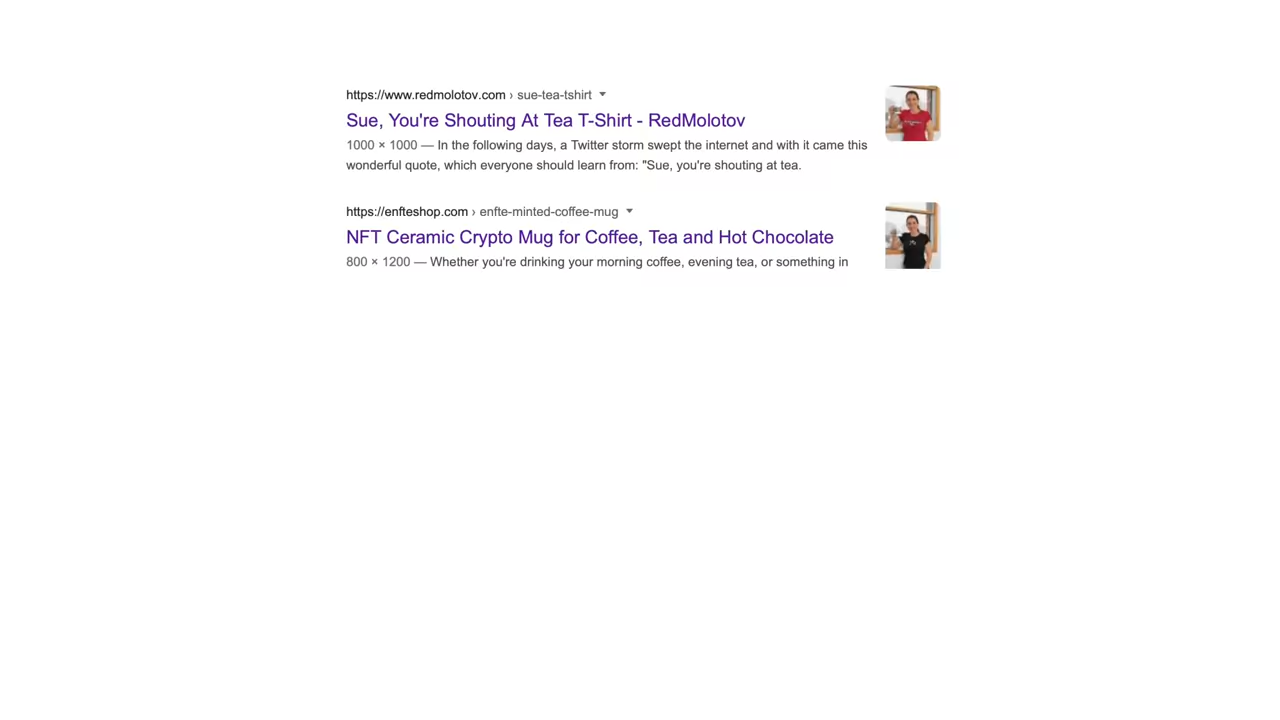 https://www.redmolotov.com › sue-tea-tshirt
Sue, You're Shouting At Tea T-Shirt - RedMolotov
1000 × 1000 — In the following days, a Twitter storm swept the internet and with it came this
wonderful quote, which everyone should learn from: "Sue, you're shouting at tea.
https://enfteshop.com › enfte-minted-coffee-mug
NFT Ceramic Crypto Mug for Coffee, Tea and Hot Chocolate
800 × 1200 — Whether you're drinking your morning coffee, evening tea, or something in